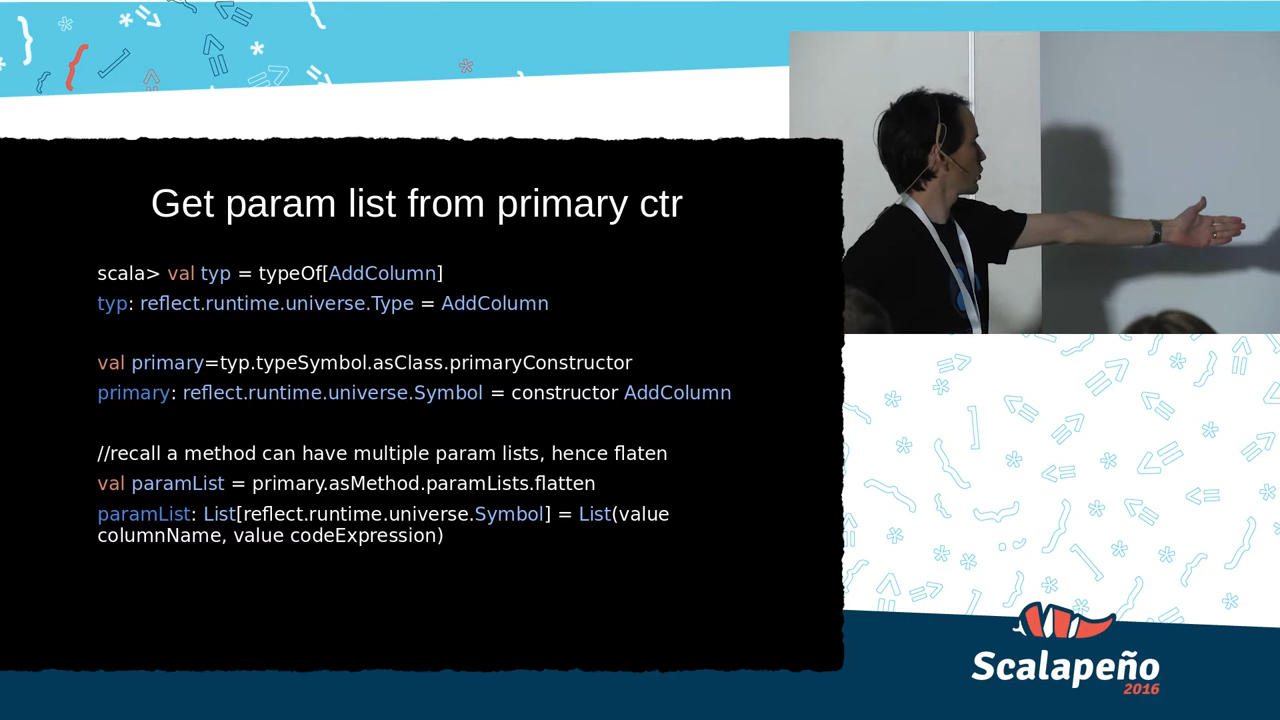 Get param list from primary ctr
scala> val typ = typeOf[AddColumn]
typ: reflect.runtime.universe.Type = AddColumn
val primary=typ.typeSymbol.asClass.primaryConstructor
primary: reflect.runtime.universe.Symbol = constructor AddColumn
//recall a method can have multiple param lists, hence flaten
val paramList = primary.asMethod.paramLists.flatten
paramList: List[reflect.runtime.universe.Symbol] = List(value
columnName, value codeExpression)
Scalapeño
2016